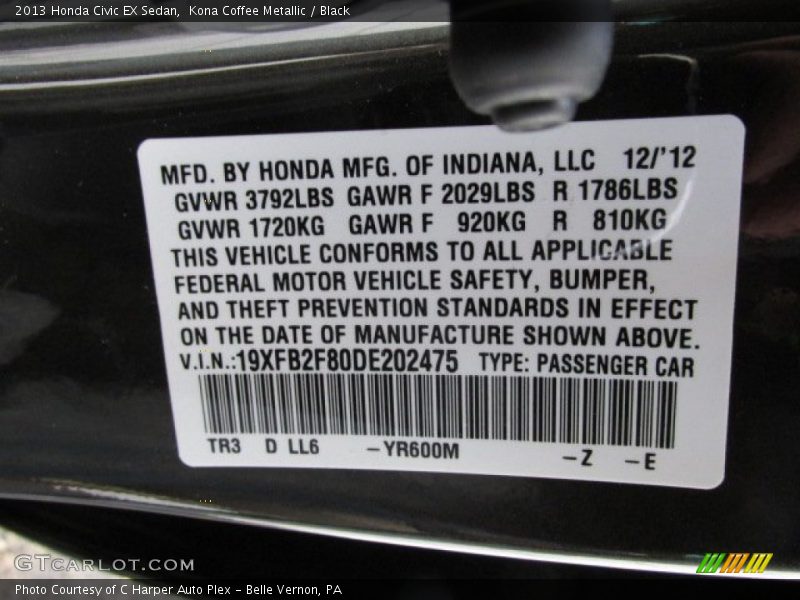 2013 Honda Civic EX Sedan, Kona Coffee Metallic / Black
MFD. BY HONDA MFG. OF INDIANA, LLC 12/'12
GVWR 3792LBS GAWR F 2029LBS R 1786LBS
GVWR 1720KG GAWR F 920KG R 810KG
THIS VEHICLE CONFORMS TO ALL APPLICABLE
FEDERAL MOTOR VEHICLE SAFETY, BUMPER,
AND THEFT PREVENTION STANDARDS IN EFFECT
ON THE DATE OF MANUFACTURE SHOWN ABOVE.
V.I.N.:19XFB2F80DE202475 TYPE: PASSENGER CAR
TR3 D LL6 –YR600M –Z –E
GTCARLOT.COM
Photo Courtesy of C Harper Auto Plex – Belle Vernon, PA